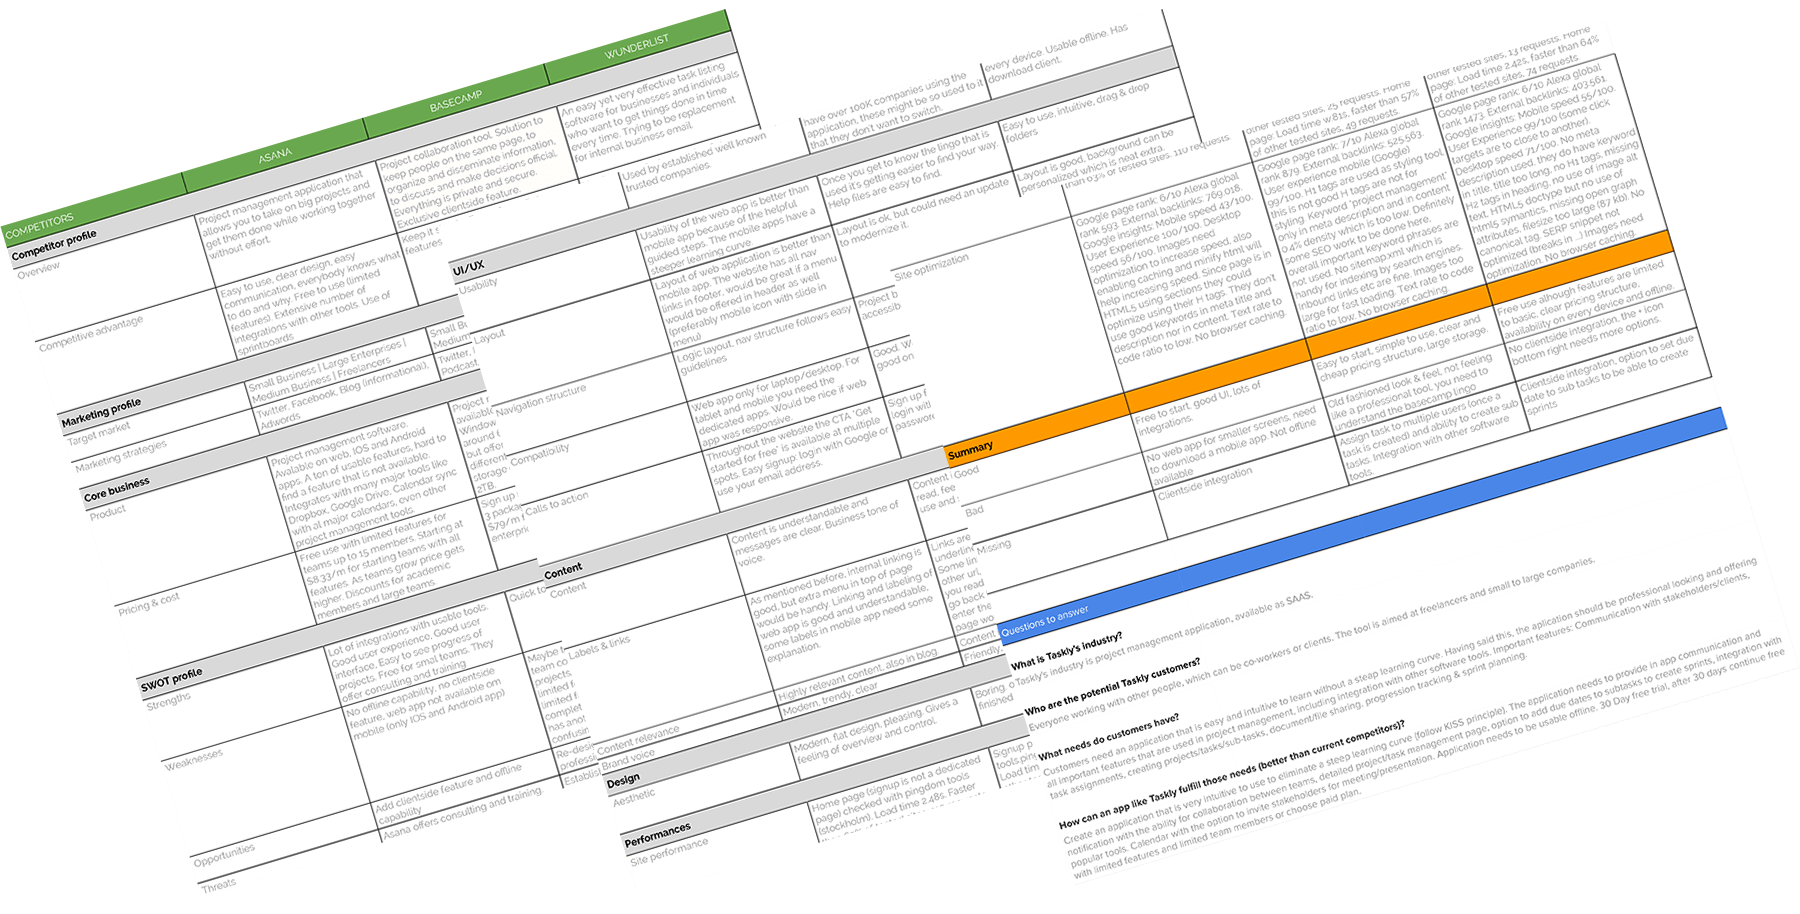 COMPETITORS
ASANA
BASECAMP
WUNDERLIST
Competitor profile
Overview
Project management application that
allows you to take on big projects and
get them done while working together
without effort.
Project collaboration tool. Solution to
keep people on the same page, to
organize and disseminate information,
to discuss and make decisions official.
Everything is private and secure.
Exclusive clientside feature.
An easy yet very effective task listing
software for businesses and individuals
who want to get things done in time
every time. Trying to be replacement
for internal business email.
Competitive advantage
Easy to use, clear design, easy
communication, everybody knows what
to do and why. Free to use (limited
features). Extensive number of
integrations with other tools. Use of
sprintboards
Keep it s
features
Used by established well known
trusted companies.
Marketing profile
Target market
Small Business | Large Enterprises |
Medium Business | Freelancers
Small Bu
Medium
Marketing strategies
Twitter, Facebook, Blog (informational),
Adwords
Twitter, l
Podcast
Core business
Product
Project management software.
Avalable on web, IOS and Android
apps. A ton of usable features, hard to
find a feature that is not available.
Integrates with many major tools like
Dropbox, Google Drive, Calendar sync
with al major calendars, even other
project management tools.
Project r
availabl
Window
around f
but offer
different
storage
2TB.
Pricing & cost
Free use with limited features for
teams up to 15 members. Starting at
$8.33/m for starting teams with all
features. As teams grow price gets
higher. Discounts for academic
members and large teams
Sign up
3 packa
$79/m f
enterpri
SWOT profile
Strengths
Lot of integrations with usable tools.
Good user experience, Good user
interface. Easy to see progress of
projects. Free for smal teams. They
offer consulting and training
Quick to
Weaknesses
No offline capability, no clientside
feature, web app not available on
mobile (only IOS and Android app)
Maybe t
team co
projects.
limited f
limited f
complet
has anot
confusin
Opportunities
Add clientside feature and offline
capability
Re-desi
professi
Threats
Asana offers consulting and training.
Establis
have over 100K companies using the
application, these might be so used to it
that they don't want to switch.
every device. Usable offline. Has
download client.
UI/UX
Usability
Usability of the web app is better than
mobile app because of the helpful
guided steps. The mobile apps have a
steeper learning curve.
Once you get to know the lingo that is
used it's getting easier to find your way.
Help files are easy to find.
Easy to use, intuitive, drag & drop
folders
Layout
Layout of web application is better than
mobile app. The website has all nav
links in footer, would be great if a menu
would be offered in header as well
(preferably mobile icon with slide in
menu)
Layout is ok, but could need an update
to modernize it.
Layout is good, background can be
personalized which is neat extra.
Navigation structure
Logic layout, nav structure follows easy
guidelines
Project b
accessib
Compatibility
Web app only for laptop/desktop. For
tablet and mobile you need the
dedicated apps. Would be nice if web
app was responsive.
Good. W
good on
Calls to action
Throughout the website the CTA 'Get
started for free' is available at multiple
spots. Easy signup/login with Google or
use your email address.
Sign up f
login witl
passwor
Content
Content
Content is understandable and
messages are clear. Business tone of
voice.
Content i
read, fee
use and
Labels & links
As mentioned before, internal linking is
good, but extra menu in top of page
would be handy. Linking and labeling of
web app is good and understandable,
some labels in mobile app need some
explanation.
Links are
underlin
Some lin
other url,
you read
go back
enter the
page wo
Content relevance
Highly relevant content, also in blog
Content
Brand voice
Modern, trendy, clear
Friendly,
Design
Aesthetic
Modern, flat design, pleasing. Gives a
feeling of overview and control.
Boring, o
finished
Performances
Site performance
Home page (signup is not a dedicated
page) checked with pingdom tools
(stockholm). Load time 2.48s. Faster
Signup p
tools.pin
Load tim
than 63% of tested sites, 110 requests.
other tested sites, 25 requests. Home
page: Load time w.81s, faster than 57%
of other tested sites, 49 requests.
other tested sites, 13 requests. Home
page: Load time 2.42s, faster than 64%
of other tested sites, 74 requests
Site optimization
Google page rank: 6/10 Alexa global
rank 593 External backlinks: 769.018.
Google insights: Mobile speed 43/100.
User Experience 100/100. Desktop
speed 56/100. Images need
optimization to increase speed, also
enabling caching and minify html will
help increasing speed. Since page is in
HTML5 using sections they could
optimize using their H tags. They don't
use good keywords in meta title and
description nor in content. Text rate to
code ratio to low. No browser caching.
Google page rank: 7/10 Alexa global
rank 879. External backlinks: 525.563.
User experience mobile (Google)
99/100. H1 tags are used as styling tool,
this is not good H tags are not for
styling. Keyword 'project management'
only in meta description and in content
0.4% density which is too low. Definitely
some SEO work to be done here,
overall important keyword phrases are
not used. No sitemap.xml which is
handy for indexing by search engines.
Inbound links etc are fine. Images too
large for fast loading. Text rate to code
ratio to low. No browser caching
Google page rank: 6/10 Alexa global
rank 1473. External backlinks: 403.561.
Google insights: Mobile speed 55/100.
User Experience 99/100 (some click
targets are to close to another).
Desktop speed 71/100. No meta
description used, they do have keyword
in title, title too long, no H1 tags, missing
H2 tags in heading, no use of image alt
text. HTML5 doctype but no use of
html5 symantics, missing open graph
attributes, filesize too large (87 kb). No
canonical tag, SERP snippet not
optimized (breaks in ...) Images need
optimization. No browser caching.
Summary
Good
Free to start, good UI, lots of
integrations.
Easy to start, simple to use, clear and
cheap pricing structure, large storage.
Free use alhough features are limited
to basic, clear pricing structure,
availability on every device and offline.
Bad
No web app for smaller screens, need
to download a mobile app. Not offline
available
Old fashioned look & feel, not feeling
like a professional tool, you need to
understand the basecamp lingo
No clientside integration, the + icon
bottom right needs more options.
Missing
Clientside integration
Assign task to multiple users (once a
task is created) and ability to create sub
tasks. Integration with other software
tools.
Clientside integration, option to set due
date to sub tasks to be able to create
sprints
Questions to answer
What is Taskly's industry?
Taskly's industry is project management application, available as SAAS.
Who are the potential Taskly customers?
Everyone working with other people, which can be co-workers or clients. The tool is aimed at freelancers and small to large companies.
What needs do customers have?
Customers need an application that is easy and intuitive to learn without a steep learning curve. Having said this, the aplication should be professional looking and offering
all important features that are used in project management, including integration with other software tools. Important features: Communication with stakeholders/clients,
task assignments, creating projects/tasks/sub-tasks, document/file sharing, progression tracking & sprint planning.
How can an app like Taskly fulfill those needs (better than current competitors)?
Create an application that is very intuitive to use to eliminate a steep learning curve (follow KISS principle). The application needs to provide in app communication and
notification with the ability for collaboration between teams, detailed project/task management page, option to add due dates to subtasks to create sprints, integration with
popular tools. Calendar with the option to invite stakeholders for meeting/presentation. Application needs to be usable offline. 30 Day free trial, after 30 days continue free
with limited features and limited team members or choose paid plan.